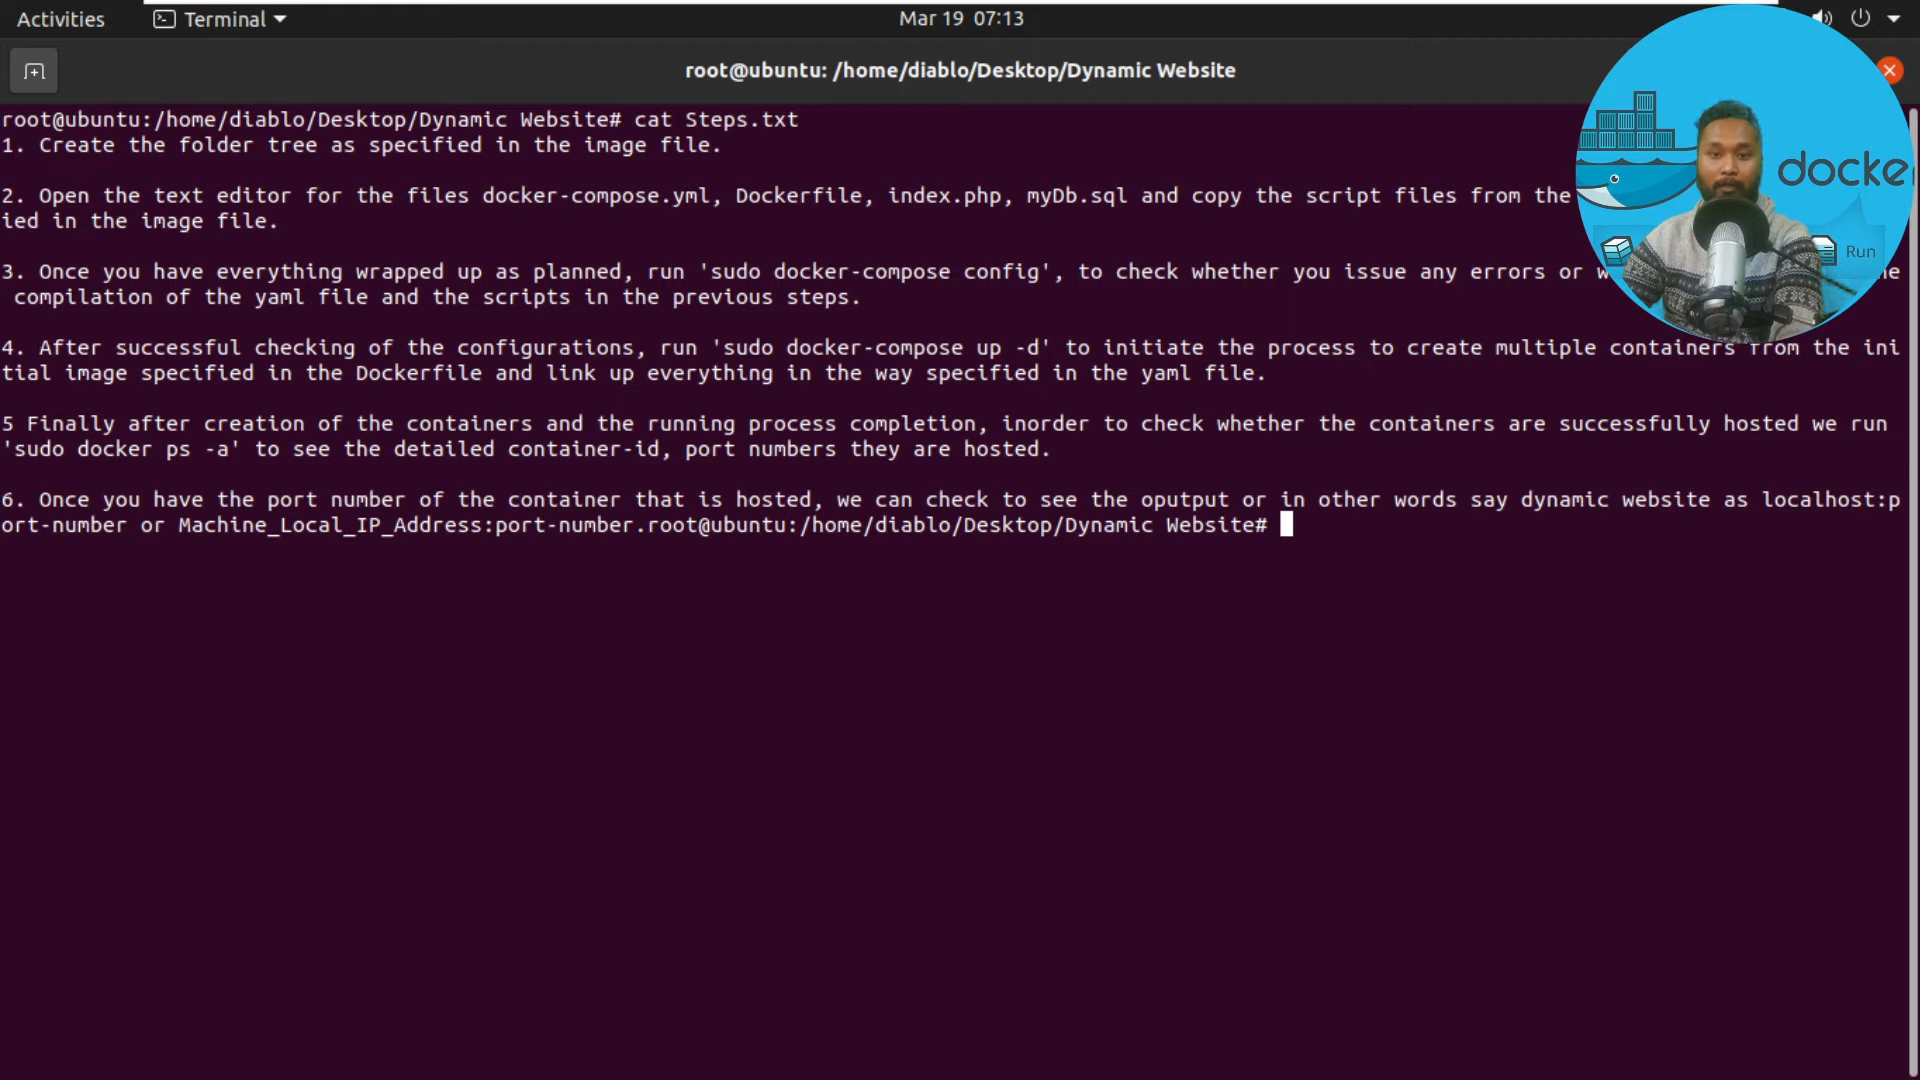 Activities
Terminal
Mar 19 07:13
root@ubuntu: /home/diablo/Desktop/Dynamic Website
root@ubuntu:/home/diablo/Desktop/Dynamic Website# cat Steps.txt
1. Create the folder tree as specified in the image file.
2. Open the text editor for the files docker-compose.yml, Dockerfile, index.php, myDb.sql and copy the script files from the
ied in the image file.
3. Once you have everything wrapped up as planned, run 'sudo docker-compose config', to check whether you issue any errors or
compilation of the yaml file and the scripts in the previous steps.
4. After successful checking of the configurations, run 'sudo docker-compose up -d' to initiate the process to create multiple containers from the ini
tial image specified in the Dockerfile and link up everything in the way specified in the yaml file.
5 Finally after creation of the containers and the running process completion, inorder to check whether the containers are successfully hosted we run
'sudo docker ps -a' to see the detailed container-id, port numbers they are hosted.
6. Once you have the port number of the container that is hosted, we can check to see the oputput or in other words say dynamic website as localhost:p
ort-number or Machine_Local_IP_Address:port-number.root@ubuntu:/home/diablo/Desktop/Dynamic Website#
docke
Run